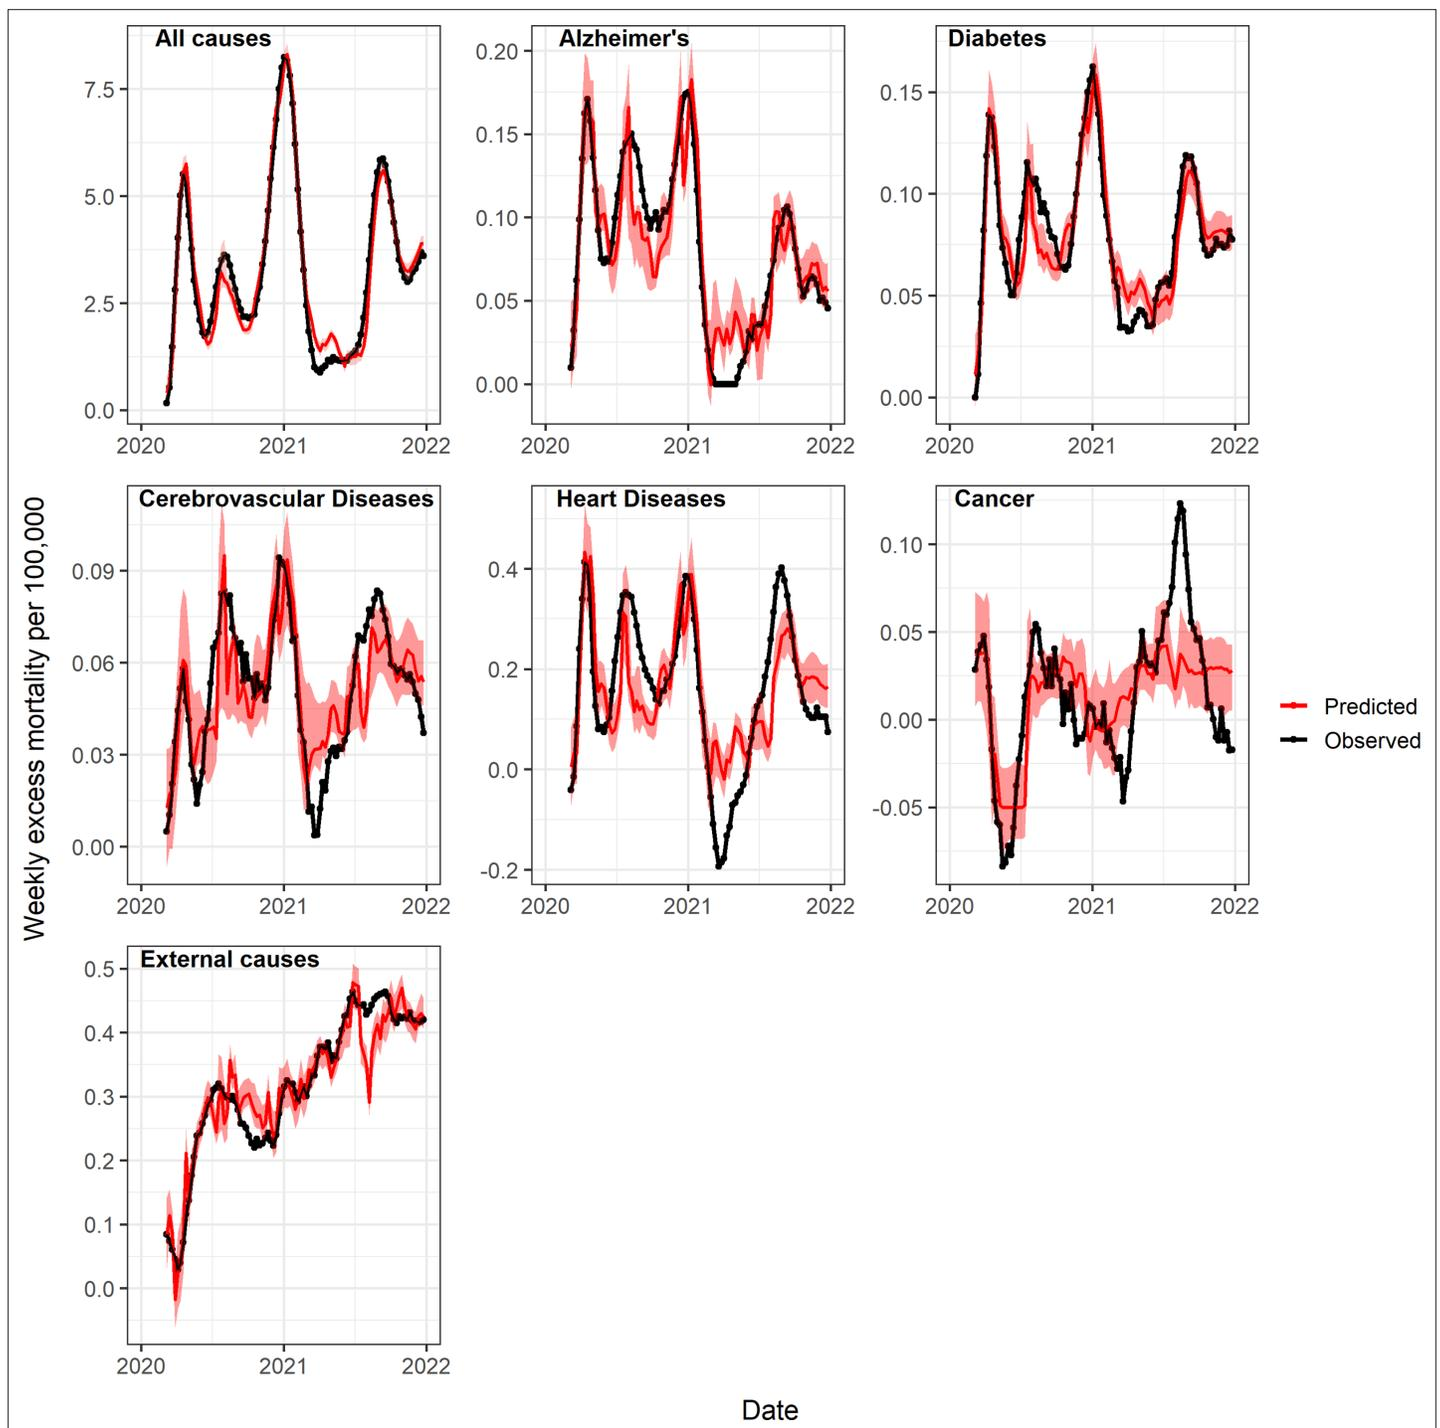 All causes
7.5
5.0
2.5
0.0
2020 2021 2022
Alzheimer's
0.20
0.15
0.10
0.05
0.00
2020 2021 2022
Diabetes
0.15
0.10
0.05
0.00
2020 2021 2022
Weekly excess mortality per 100,000
Cerebrovascular Diseases
0.09
0.06
0.03
0.00
2020 2021 2022
Heart Diseases
0.4
0.2
0.0
-0.2
2020 2021 2022
Cancer
0.10
0.05
0.00
-0.05
2020 2021 2022
Predicted
Observed
External causes
0.5
0.4
0.3
0.2
0.1
0.0
2020 2021 2022
Date